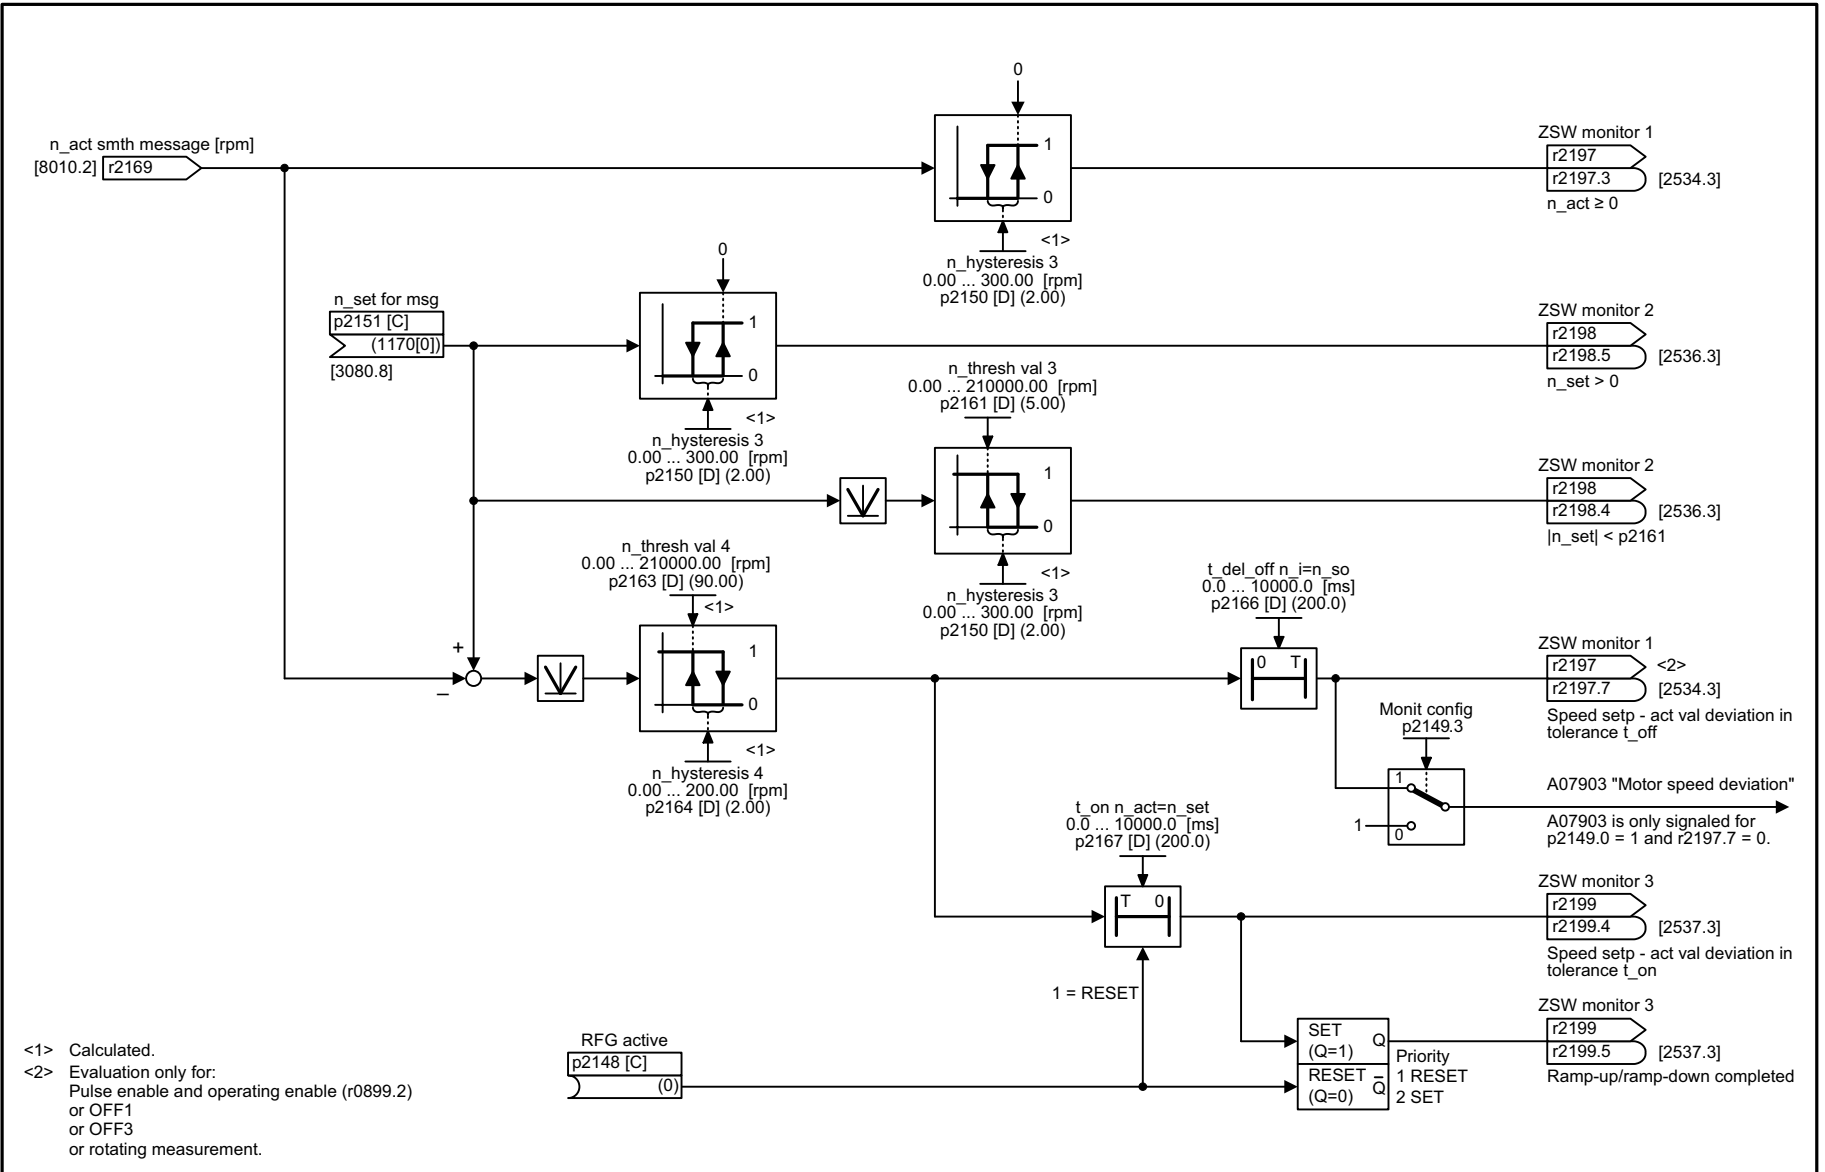 0
n_act smth message [rpm]
[8010.2] r2169
1
0
ZSW monitor 1
r2197
r2197.3 [2534.3]
n_act ≥ 0
<1>
n_hysteresis 3
0.00 ... 300.00 [rpm]
p2150 [D] (2.00)
0
n_set for msg
p2151 [C]
(1170[0])
[3080.8]
1
0
<1>
n_hysteresis 3
0.00 ... 300.00 [rpm]
p2150 [D] (2.00)
ZSW monitor 2
r2198
r2198.5 [2536.3]
n_set > 0
n_thresh val 3
0.00 ... 210000.00 [rpm]
p2161 [D] (5.00)
1
0
<1>
n_hysteresis 3
0.00 ... 300.00 [rpm]
p2150 [D] (2.00)
ZSW monitor 2
r2198
r2198.4 [2536.3]
|n_set| < p2161
n_thresh val 4
0.00 ... 210000.00 [rpm]
p2163 [D] (90.00)
<1>
+
–
1
0
<1>
n_hysteresis 4
0.00 ... 200.00 [rpm]
p2164 [D] (2.00)
t_del_off n_i=n_so
0.0 ... 10000.0 [ms]
p2166 [D] (200.0)
0 T
ZSW monitor 1
r2197 <2>
r2197.7 [2534.3]
Speed setp - act val deviation in
tolerance t_off
Monit config
p2149.3
1
1
0
A07903 "Motor speed deviation"
A07903 is only signaled for
p2149.0 = 1 and r2197.7 = 0.
t_on n_act=n_set
0.0 ... 10000.0 [ms]
p2167 [D] (200.0)
T 0
1 = RESET
ZSW monitor 3
r2199
r2199.4 [2537.3]
Speed setp - act val deviation in
tolerance t_on
RFG active
p2148 [C]
(0)
SET Q
(Q=1)
RESET Q̅
(Q=0)
Priority
1 RESET
2 SET
ZSW monitor 3
r2199
r2199.5 [2537.3]
Ramp-up/ramp-down completed
<1> Calculated.
<2> Evaluation only for:
Pulse enable and operating enable (r0899.2)
or OFF1
or OFF3
or rotating measurement.